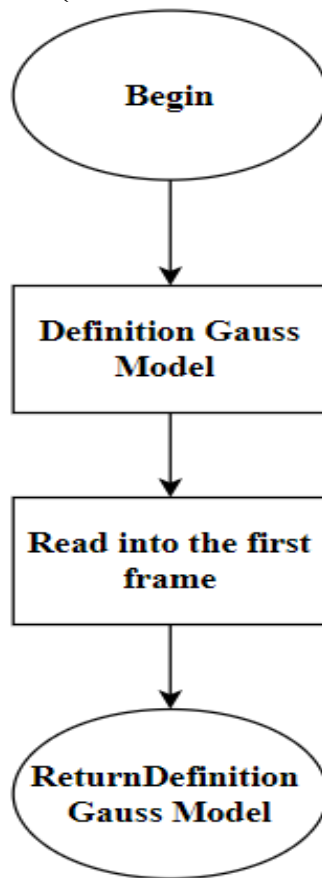 Begin
Definition Gauss
Model
Read into the first
frame
ReturnDefinition
Gauss Model